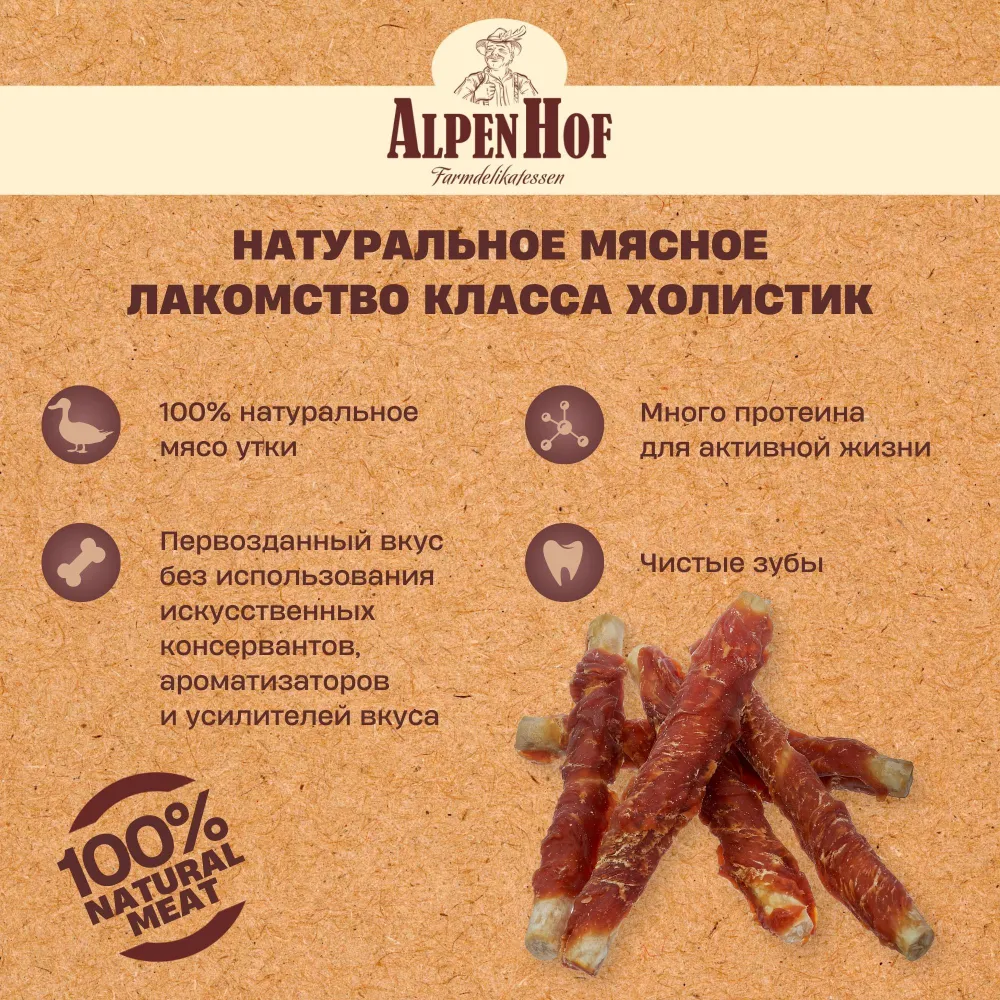 ALPENHOF
Farmdelikatessen
НАТУРАЛЬНОЕ МЯСНОЕ
ЛАКОМСТВО КЛАССА ХОЛИСТИК
100% натуральное
мясо утки
Много протеина
для активной жизни
Первозданный вкус
без использования
искусственных
консервантов,
ароматизаторов
и усилителей вкуса
Чистые зубы
100%
NATURAL
MEAT